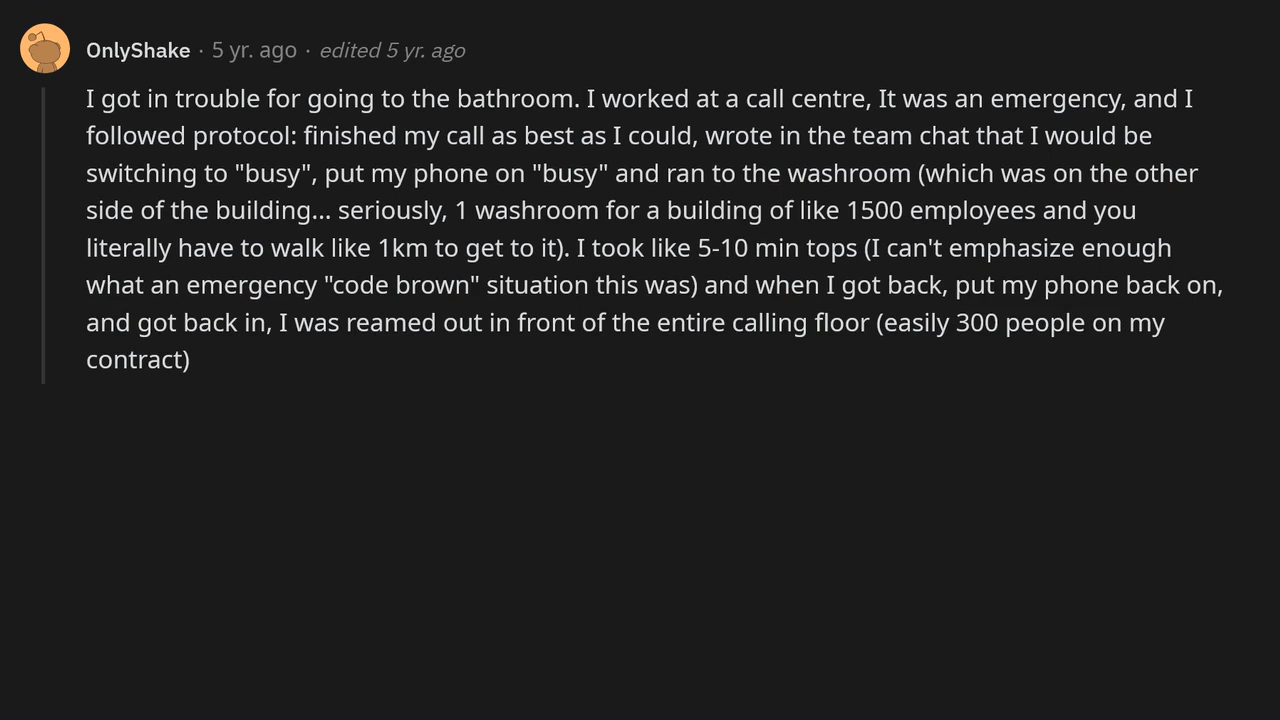 OnlyShake · 5 yr. ago · edited 5 yr. ago
I got in trouble for going to the bathroom. I worked at a call centre, It was an emergency, and I
followed protocol: finished my call as best as I could, wrote in the team chat that I would be
switching to "busy", put my phone on "busy" and ran to the washroom (which was on the other
side of the building... seriously, 1 washroom for a building of like 1500 employees and you
literally have to walk like 1km to get to it). I took like 5-10 min tops (I can't emphasize enough
what an emergency "code brown" situation this was) and when I got back, put my phone back on,
and got back in, I was reamed out in front of the entire calling floor (easily 300 people on my
contract)